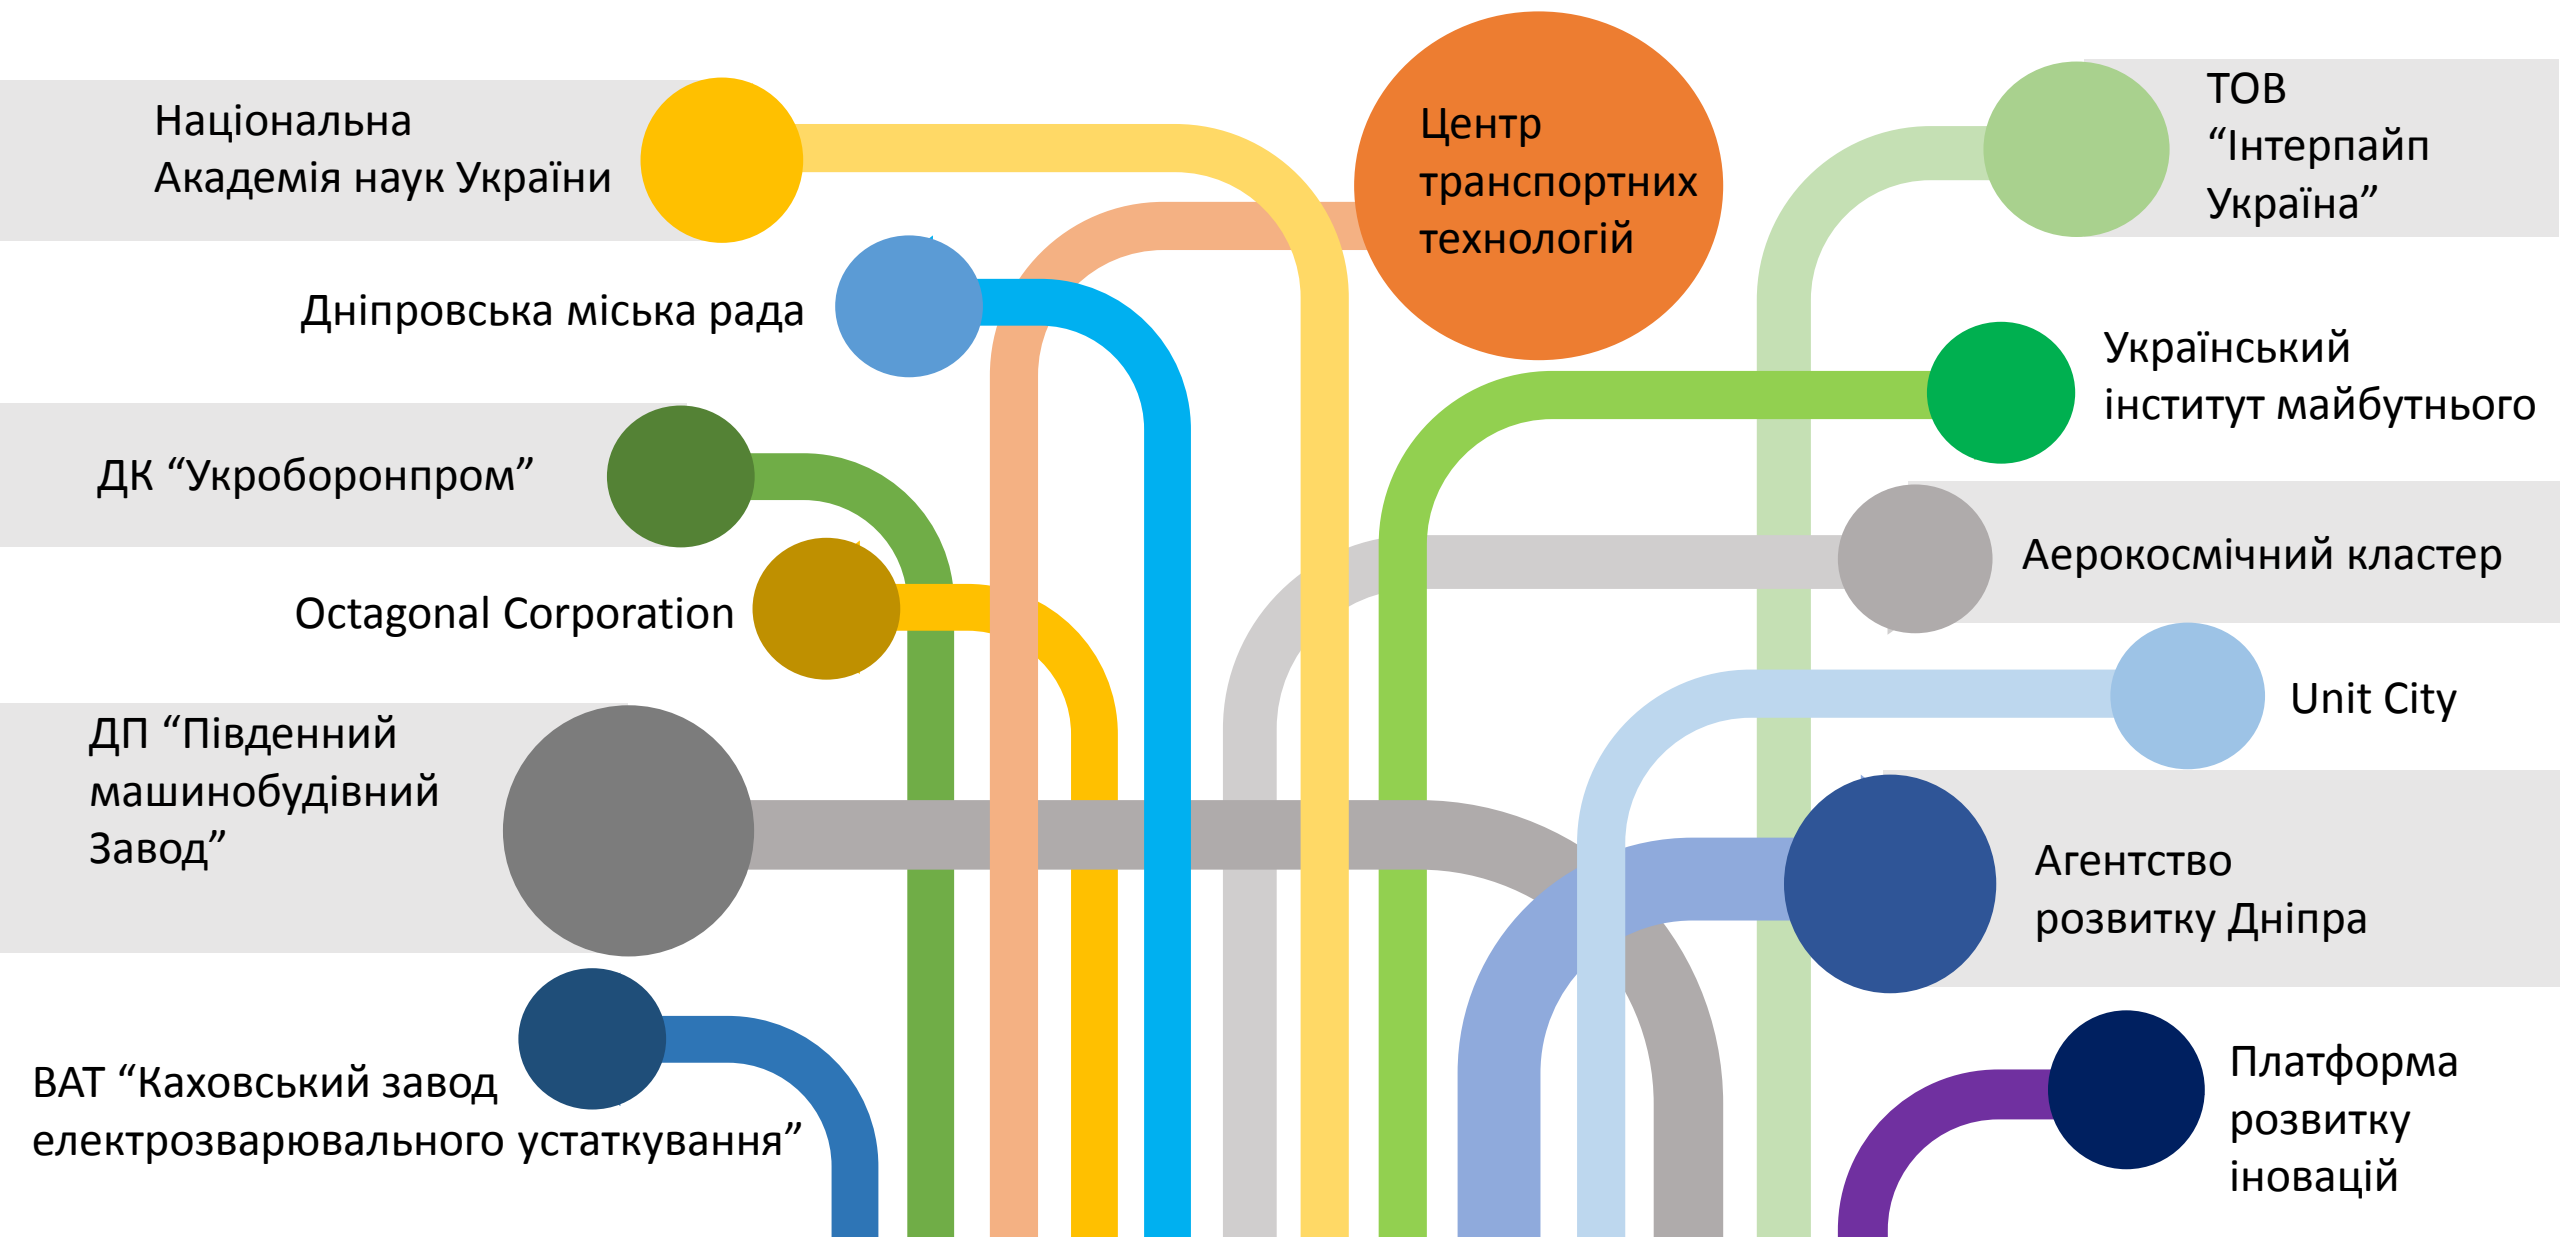 Національна
Академія наук України
Дніпровська міська рада
ДК “Укроборонпром”
Octagonal Corporation
ДП “Південний
машинобудівний
Завод”
ВАТ “Каховський завод
електрозварювального устаткування”
Центр
транспортних
технологій
ТОВ
“Інтерпайп
Україна”
Український
інститут майбутнього
Аерокосмічний кластер
Unit City
Агентство
розвитку Дніпра
Платформа
розвитку
іновацій